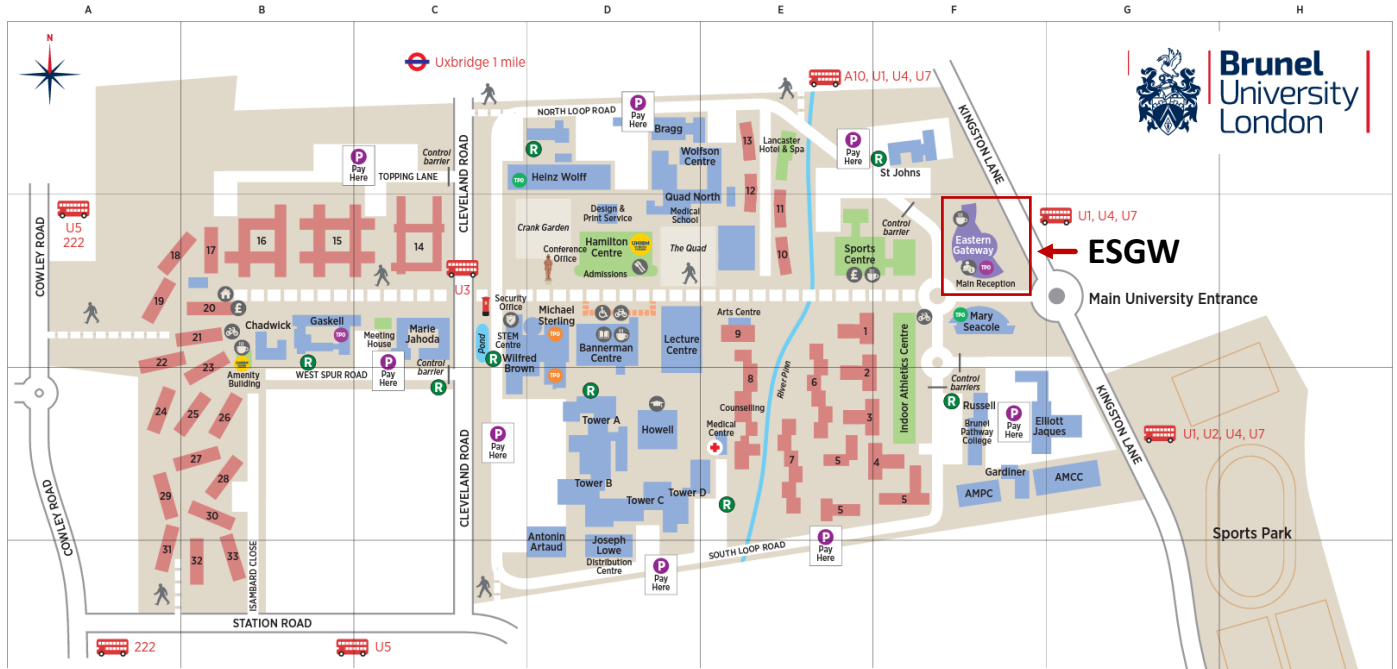 A B C D E F G H
N
Uxbridge 1 mile
A10, U1, U4, U7
Brunel
University
London
NORTH LOOP ROAD
P
Pay
Here
Bragg
Wolfson
Centre
13
Lancaster
Hotel & Spa
P
Pay
Here
KINGSTON LANE
Control
barrier
P
Pay
Here
TOPPING LANE
CLEVELAND ROAD
R
TPO
Heinz Wolff
Quad North
12
R
St Johns
COWLEY ROAD
U5
222
18
17
16
15
14
Crank Garden
Design &
Print Service
Medical
School
11
Control
barrier
Eastern
Gateway
TPO
Main Reception
U1, U4, U7
ESGW
Conference
Office
Hamilton
Centre
Admissions
The Quad
10
Sports
Centre
£
19
U3
20
£
Main University Entrance
21
Chadwick
Gaskell
TPO
Meeting
House
Marie
Jahoda
Pond
Security
Office
STEM
Centre
Michael
Sterling
TPO
Bannerman
Centre
Lecture
Centre
Arts Centre
9
1
Indoor Athletics Centre
TPO
Mary
Seacole
22
23
Amenity
Building
R
WEST SPUR ROAD
P
Pay
Here
Control
barrier
R
R
Wilfred
Brown
TPO
8
River Pinn
6
2
Control
barriers
24
25
26
R
Tower A
Howell
Counselling
Medical
Centre
3
R
Russell
Brunel
Pathway
College
P
Pay
Here
Elliott
Jaques
KINGSTON LANE
U1, U2, U4, U7
CLEVELAND ROAD
P
Pay
Here
27
28
29
30
Tower B
Tower C
Tower D
7
5
4
Gardiner
AMPC
AMCC
R
5
5
COWLEY ROAD
31
32
33
ISAMBARD CLOSE
Antonin
Artaud
Joseph
Lowe
Distribution
Centre
P
Pay
Here
SOUTH LOOP ROAD
P
Pay
Here
Sports Park
STATION ROAD
222
U5